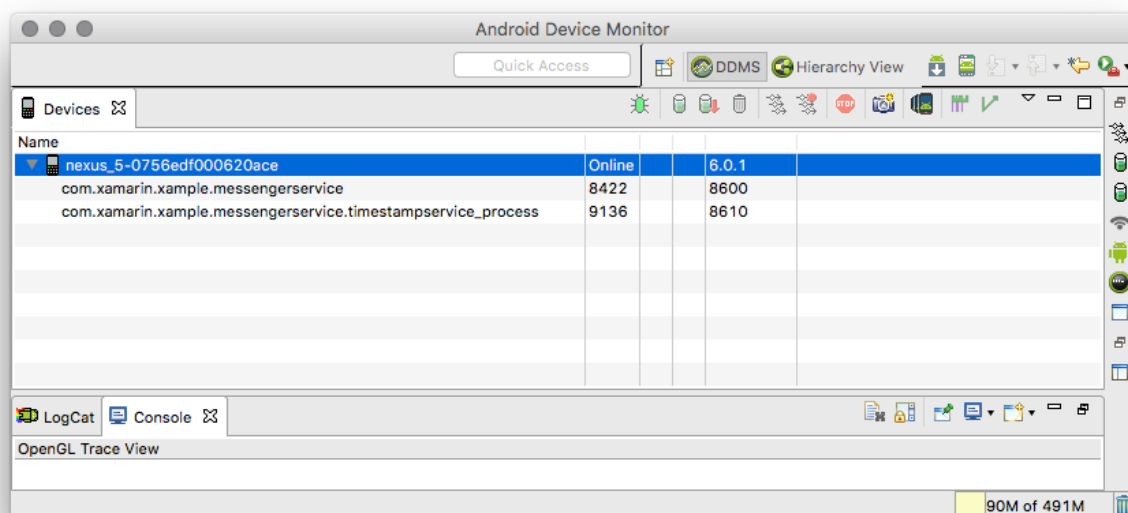 Android Device Monitor
Quick Access DDMS Hierarchy View
Devices
Name
nexus_5-0756edf000620ace Online 6.0.1
com.xamarin.xample.messengerservice 8422 8600
com.xamarin.xample.messengerservice.timestampservice_process 9136 8610
LogCat Console
OpenGL Trace View
90M of 491M